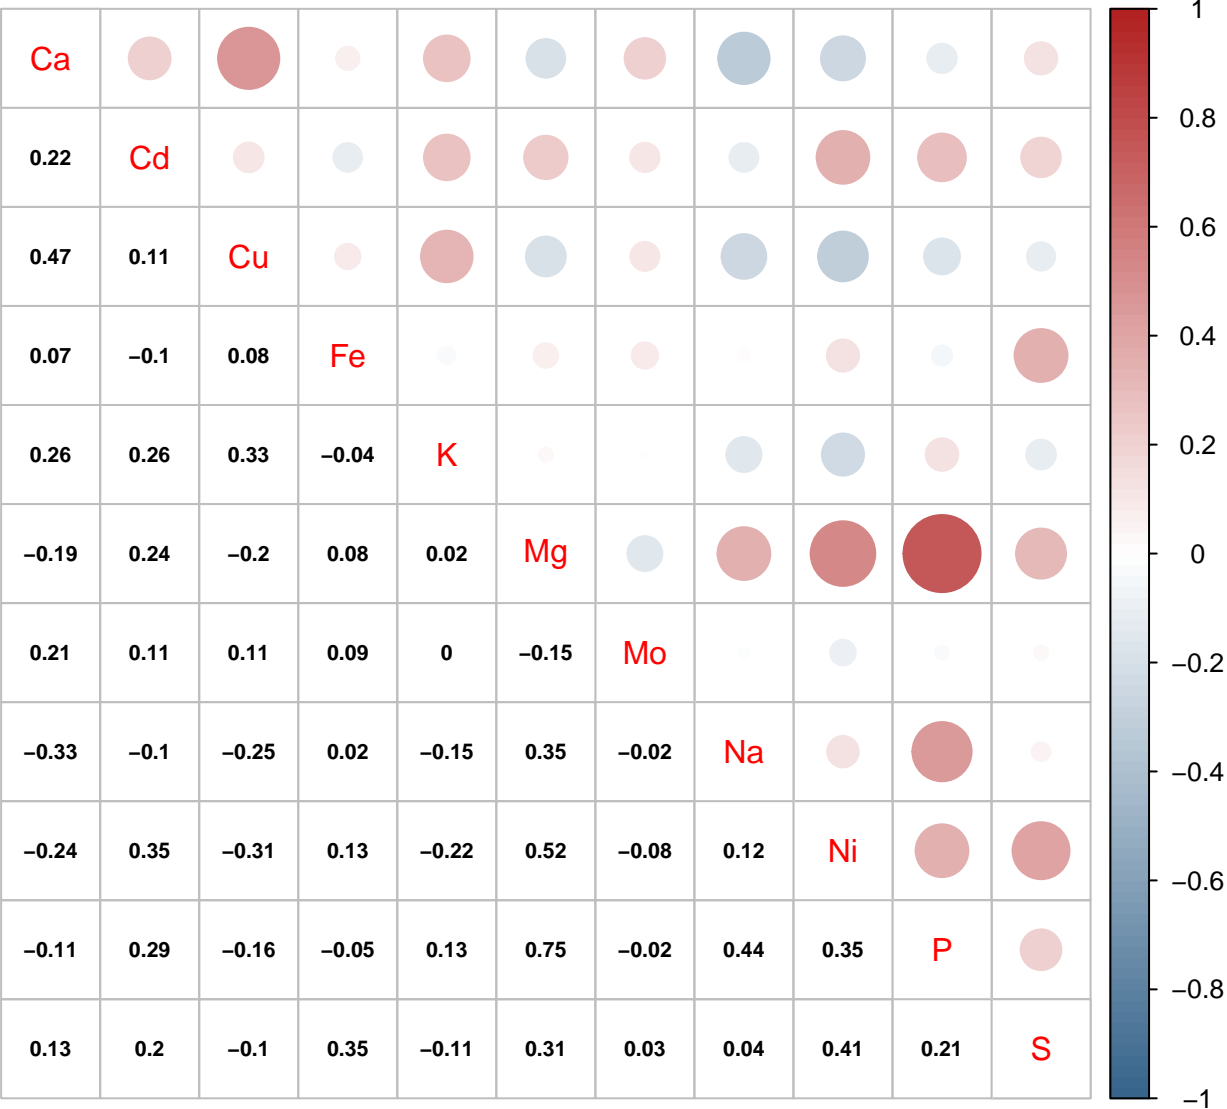 Ca
0.22 Cd
0.47 0.11 Cu
0.07 −0.1 0.08 Fe
0.26 0.26 0.33 −0.04 K
−0.19 0.24 −0.2 0.08 0.02 Mg
0.21 0.11 0.11 0.09 0 −0.15 Mo
−0.33 −0.1 −0.25 0.02 −0.15 0.35 −0.02 Na
−0.24 0.35 −0.31 0.13 −0.22 0.52 −0.08 0.12 Ni
−0.11 0.29 −0.16 −0.05 0.13 0.75 −0.02 0.44 0.35 P
0.13 0.2 −0.1 0.35 −0.11 0.31 0.03 0.04 0.41 0.21 S
1
0.8
0.6
0.4
0.2
0
−0.2
−0.4
−0.6
−0.8
−1